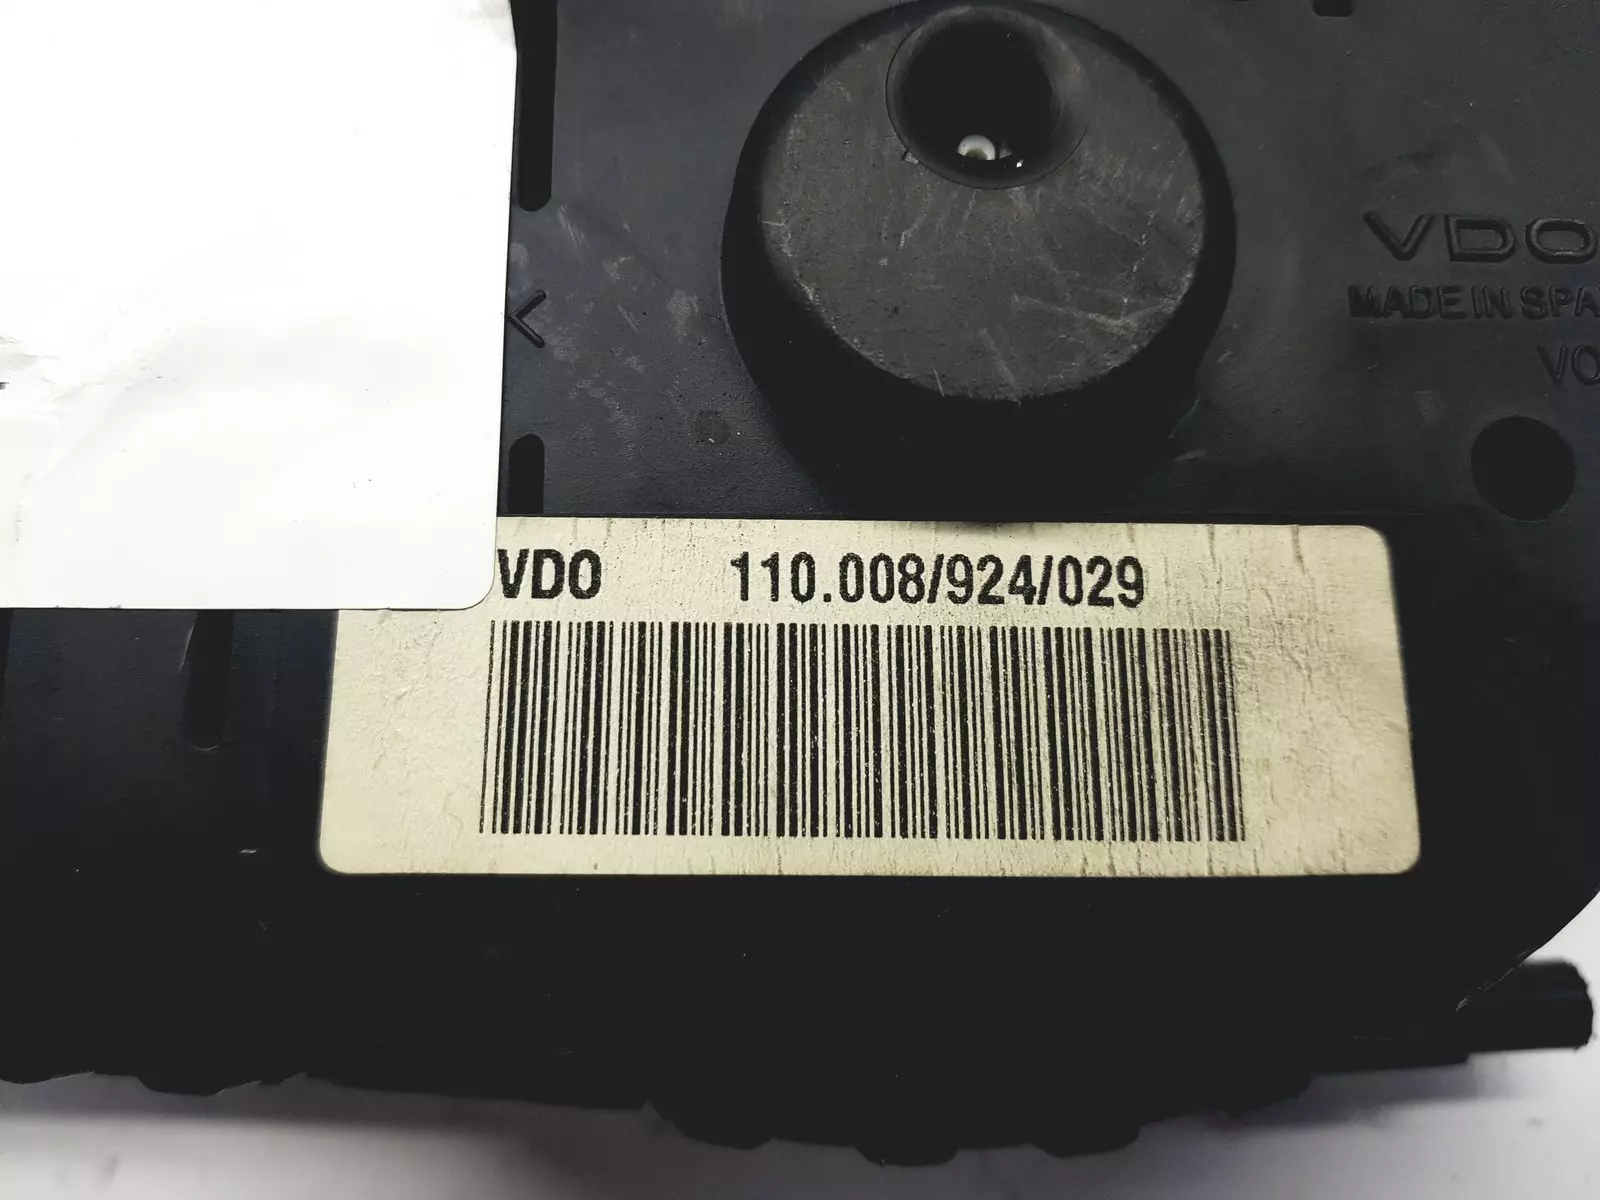 VDO
MADE IN SPA
VO
VDO 110.008/924/029